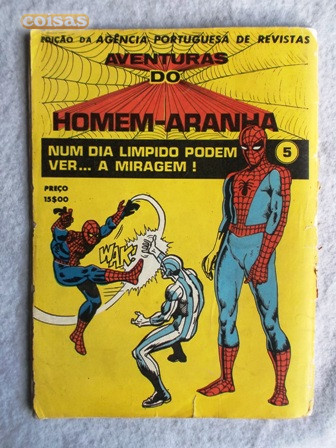 coisas
EDIÇÃO DA AGÊNCIA PORTUGUESA DE REVISTAS
AVENTURAS
DO
HOMEM-ARANHA
NUM DIA LIMPIDO PODEM
VER... A MIRAGEM !
5
PREÇO
15$00
WAK!